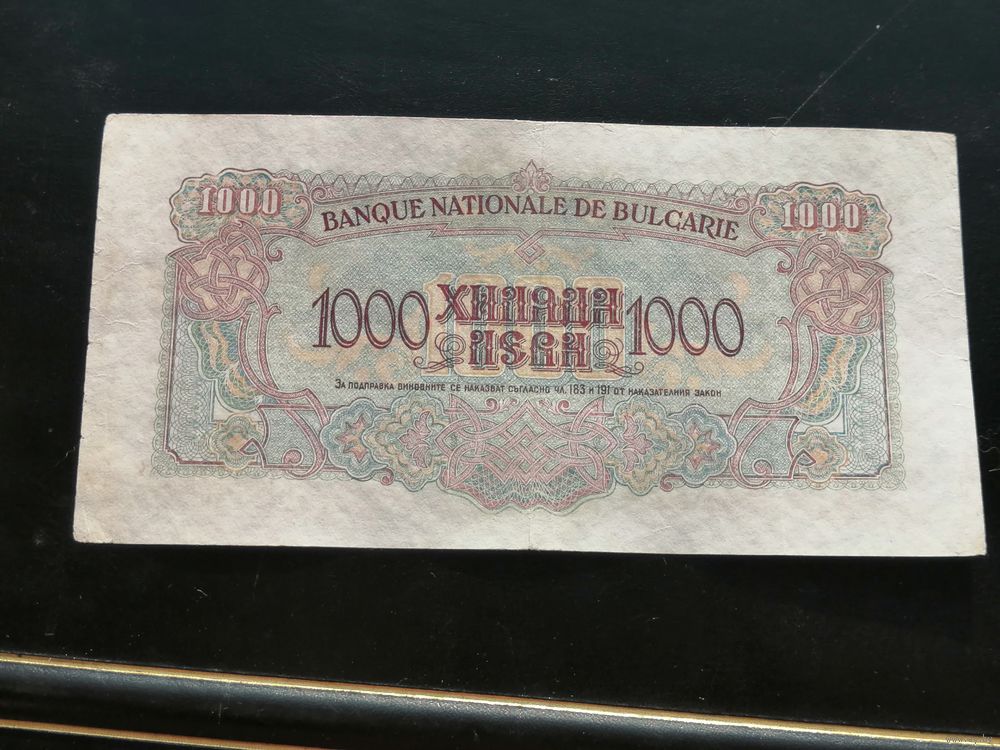 1000
1000
BANQUE NATIONALE DE BULGARIE
1000
ХИЛЯДИ
ЛЕВА
1000
ЗА ПОДПРАВКА ВИНОВНИТЕ СЕ НАКАЗВАТ СЪГЛАСНО ЧЛ. 183 И 191 ОТ НАКАЗАТЕЛНИЯ ЗАКОН